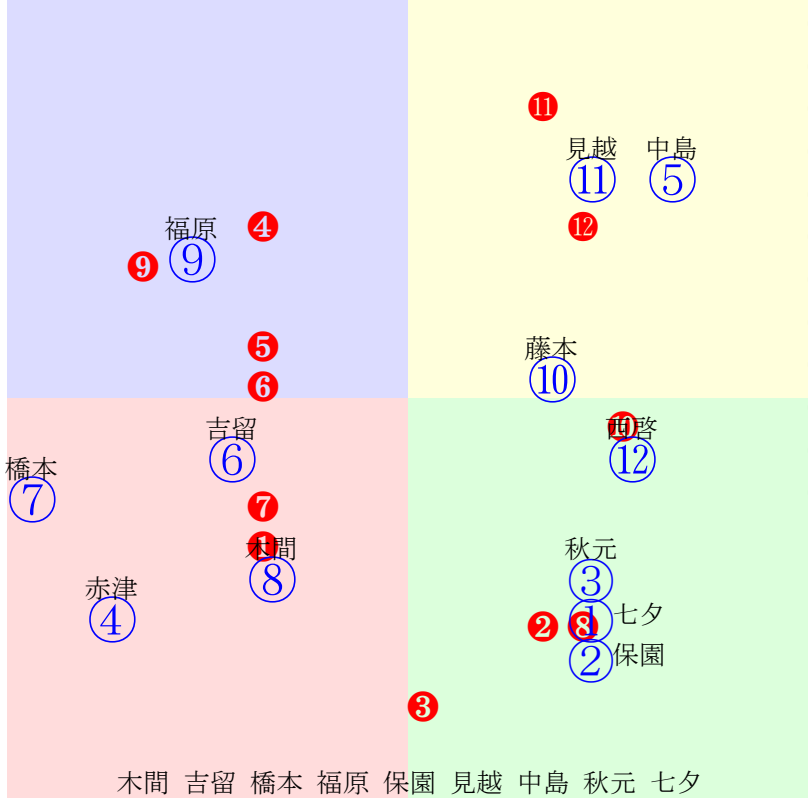 ⓫
見越 中島
⑪ ⑤
福原 ❹ ⓬
❾ ⑨
❺ 藤本
❻ ⑩
吉留 ❿ 西啓
橋本 ⑥ ⑫
⑦ ❼
❶ 木間 秋元
赤津 ⑧ ③
④ ❷ ❽ ① 七夕
② 保園
❸
木間 吉留 橋本 福原 保園 見越 中島 秋元 七夕